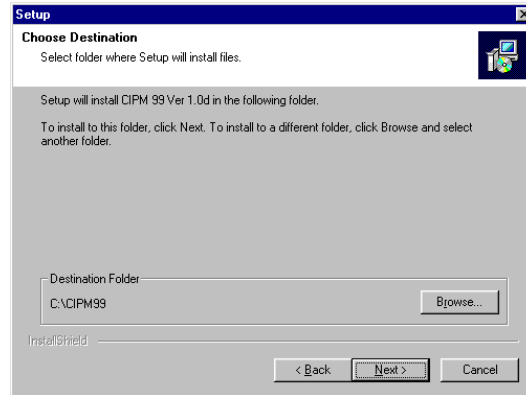 Setup
Choose Destination
Select folder where Setup will install files.
Setup will install CIPM 99 Ver 1.0d in the following folder.
To install to this folder, click Next. To install to a different folder, click Browse and select
another folder.
Destination Folder
C:\CIPM99
Browse...
InstallShield
< Back
Next >
Cancel